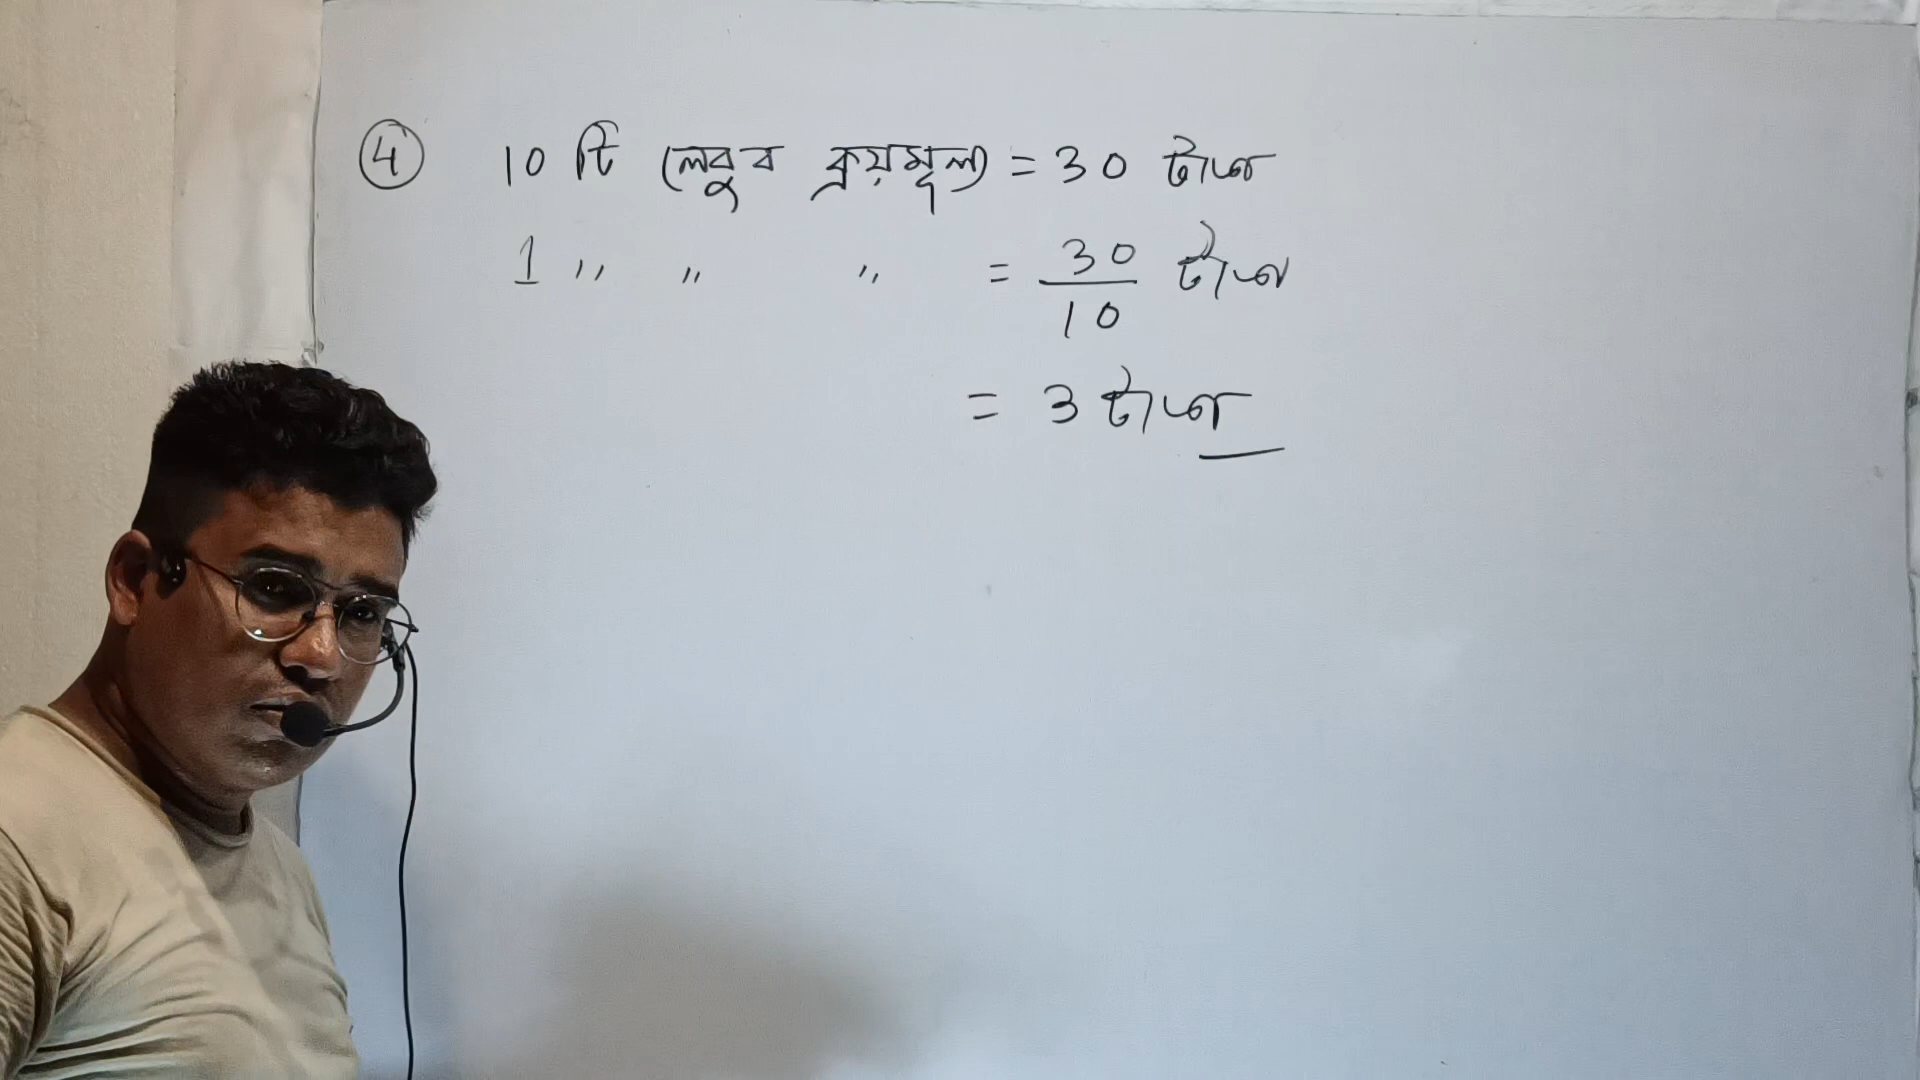 ④ 10 টি লেবুর ক্রয়মূল্য = 30 টাকা
1 ,, ,, ,, = 30/10 টাকা
= 3 টাকা